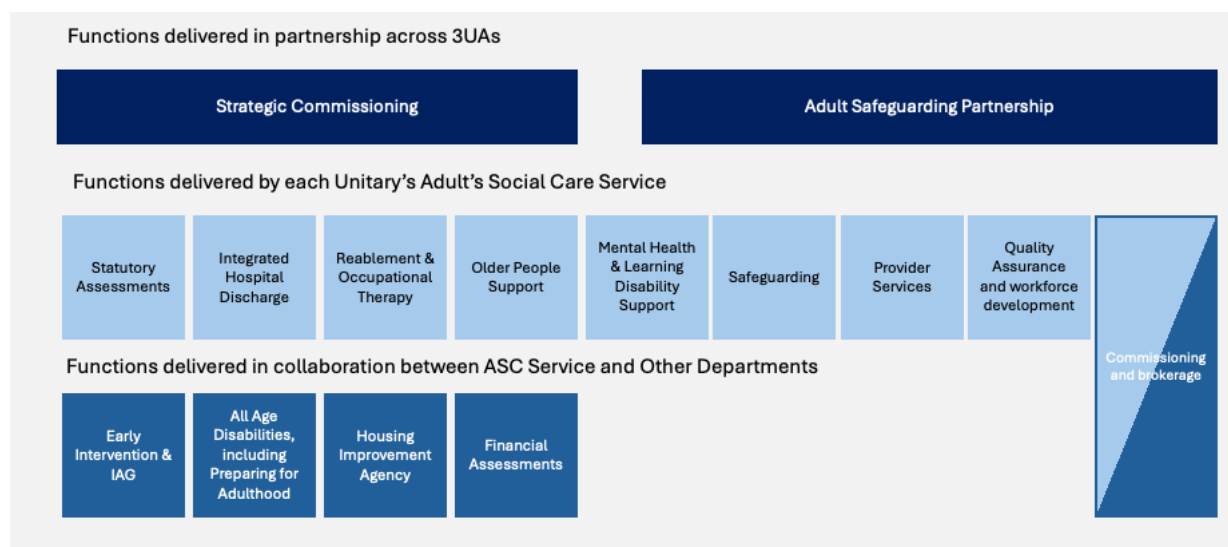 Functions delivered in partnership across 3UAs
Strategic Commissioning
Adult Safeguarding Partnership
Functions delivered by each Unitary's Adult's Social Care Service
Statutory
Assessments
Integrated
Hospital
Discharge
Reablement &
Occupational
Therapy
Older People
Support
Mental Health
& Learning
Disability
Support
Safeguarding
Provider
Services
Quality
Assurance
and workforce
development
Commissioning
and brokerage
Functions delivered in collaboration between ASC Service and Other Departments
Early
Intervention &
IAG
All Age
Disabilities,
including
Preparing for
Adulthood
Housing
Improvement
Agency
Financial
Assessments